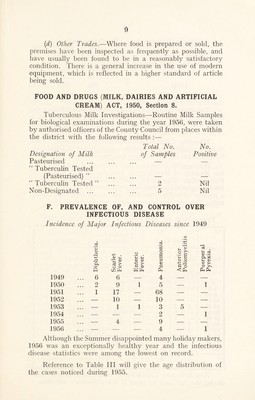 9
(d) Other Trades.—Where food is prepared or sold, the
premises have been inspected as frequently as possible, and
have usually been found to be in a reasonably satisfactory
condition. There is a general increase in the use of modern
equipment, which is reflected in a higher standard of article
being sold.
FOOD AND DRUGS (MILK, DAIRIES AND ARTIFICIAL
CREAM) ACT, 1950, Section 8.
Tuberculous Milk Investigations—Routine Milk Samples
for biological examinations during the year 1956, were taken
by authorised officers of the County Council from places within
the district with the following results :—
Total No. No.
Designation of Milk of Samples Positive
Pasteurised ... ... ... — —
" Tuberculin Tested
(Pasteurised) " ... ... — —
" Tuberculin Tested " ... ... 2 Nil
Non-Designated ... ... ... 5 Nil
F. PREVALENCE OF, AND CONTROL OVER
INFECTIOUS DISEASE
Incidence of Major Infectious Diseases since 1949
Diphtheria. Scarlet Fever. Enteric Fever. Pneumonia. Anterior Poliomyelitis Puerperal Pyrexia.
1949 ... 6 6 — 4 — —
1950 ... 2 9 1 5 — 1
1951 ... 1 17 — 68 — —
1952 ... — 10 — 10 — —
1953 ... — 1 1 3 5 —
1954 ... — — — 2 — 1
1955 ... — 4 — 9 — —
1956 ... — — — 4 — 1
Although the Summer disappointed many holiday makers,
1956 was an exceptionally healthy year and the infectious
disease statistics were among the lowest on record.
Reference to Table III will give the age distribution of
the cases noticed during 1955.